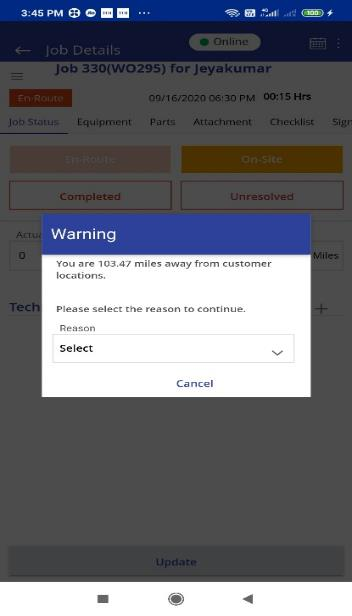 3:45 PM
100
Job Details
Online
Job 330(WO295) for Jeyakumar
En-Route
09/16/2020 06:30 PM 00:15 Hrs
Job Status Equipment Parts Attachment Checklist Sign
En-Route On-Site
Completed Unresolved
Warning
Actua
You are 103.47 miles away from customer
0
Miles
locations.
Please select the reason to continue.
Tech
Reason
Select
Cancel
Update